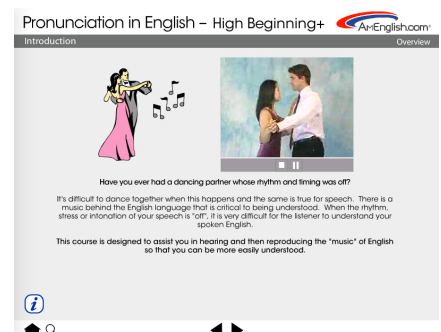 Pronunciation in English – High Beginning+
AMEnglish.com
Introduction
Overview
Have you ever had a dancing partner whose rhythm and timing was off?
It's difficult to dance together when this happens and the same is true for speech. There is a
music behind the English language that is critical to being understood. When the rhythm,
stress or intonation of your speech is "off", it is very difficult for the listener to understand your
spoken English.
This course is designed to assist you in hearing and then reproducing the "music" of English
so that you can be more easily understood.
i